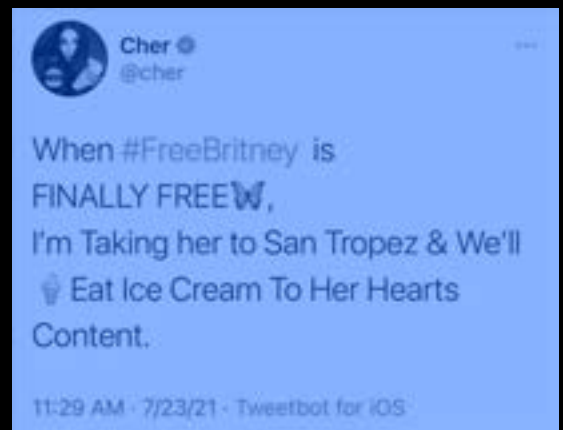 Cher
@cher
When #FreeBritney is
FINALLY FREE🦋,
I'm Taking her to San Tropez & We'll
🍦Eat Ice Cream To Her Hearts
Content.
11:29 AM · 7/23/21 · Tweetbot for iOS